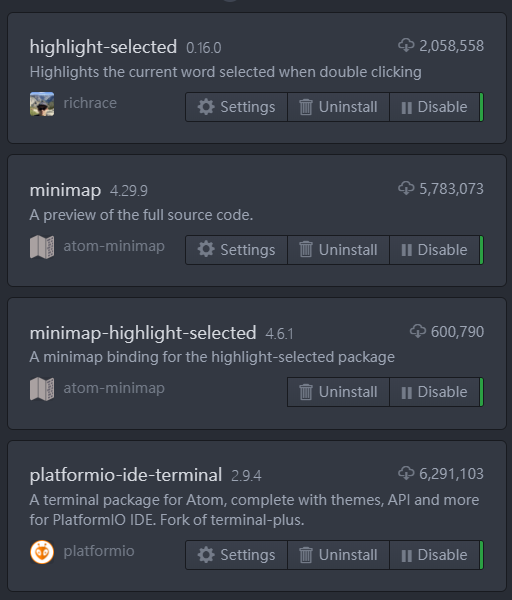 highlight-selected 0.16.0 2,058,558
Highlights the current word selected when double clicking
richrace Settings Uninstall Disable
minimap 4.29.9 5,783,073
A preview of the full source code.
atom-minimap Settings Uninstall Disable
minimap-highlight-selected 4.6.1 600,790
A minimap binding for the highlight-selected package
atom-minimap Uninstall Disable
platformio-ide-terminal 2.9.4 6,291,103
A terminal package for Atom, complete with themes, API and more
for PlatformIO IDE. Fork of terminal-plus.
platformio Settings Uninstall Disable